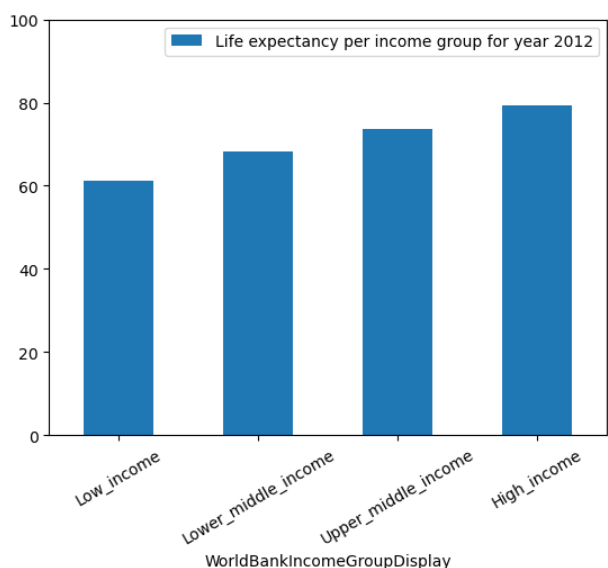 100
Life expectancy per income group for year 2012
80
60
40
20
0
Low_income
Lower_middle_income
Upper_middle_income
High_income
WorldBankIncomeGroupDisplay